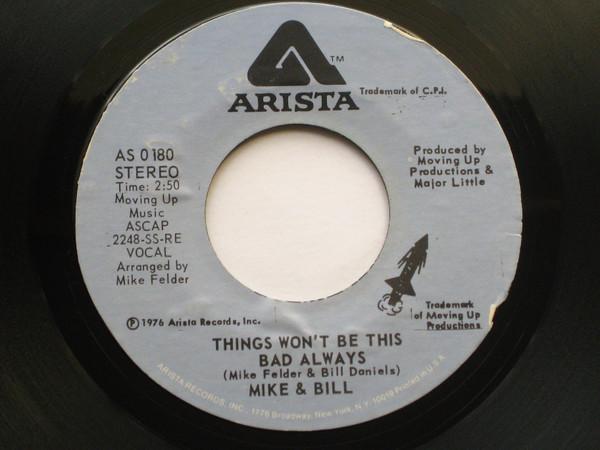 TM
ARISTA
Trademark of C.P.I.
AS 0180
STEREO
Time: 2:50
Moving Up
Music
ASCAP
2248-SS-RE
VOCAL
Arranged by
Mike Felder
Produced by
Moving Up
Productions &
Major Little
Trademark
of Moving Up
Productions
Ⓟ 1976 Arista Records, Inc.
THINGS WON'T BE THIS
BAD ALWAYS
(Mike Felder & Bill Daniels)
MIKE & BILL
ARISTA RECORDS, INC., 1776 Broadway, New York, N.Y. 10019 Printed in U.S.A.